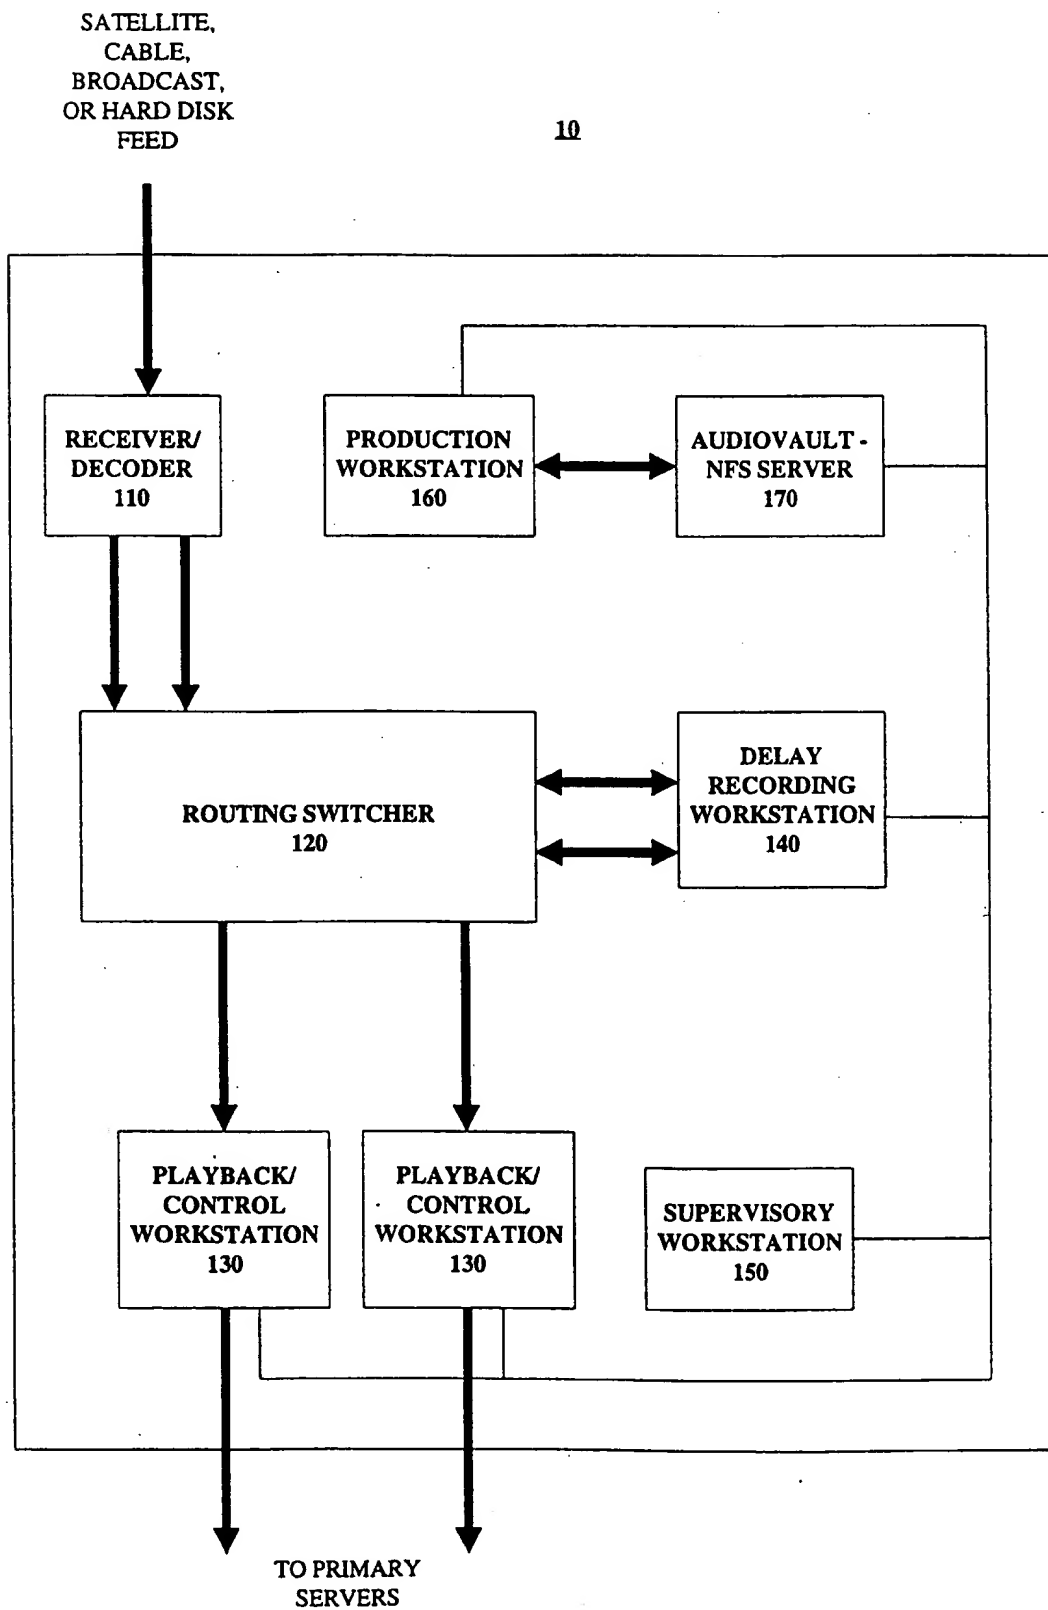 SATELLITE,
CABLE,
BROADCAST,
OR HARD DISK
FEED
10
RECEIVER/
DECODER
110
PRODUCTION
WORKSTATION
160
AUDIOVAULT -
NFS SERVER
170
ROUTING SWITCHER
120
DELAY
RECORDING
WORKSTATION
140
PLAYBACK/
CONTROL
WORKSTATION
130
PLAYBACK/
CONTROL
WORKSTATION
130
SUPERVISORY
WORKSTATION
150
TO PRIMARY
SERVERS